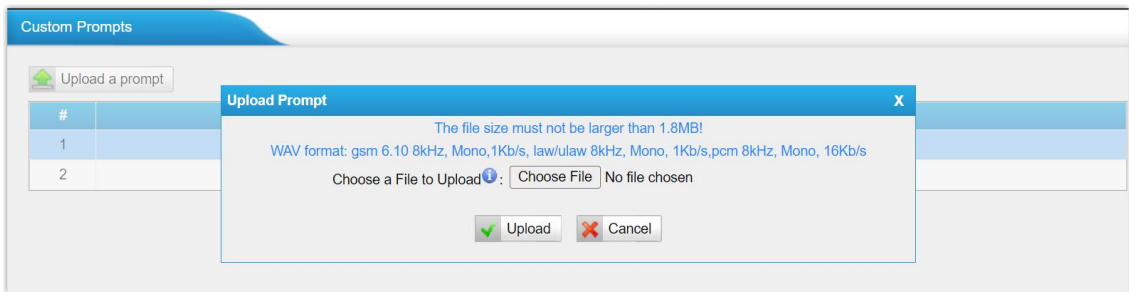 Custom Prompts
Upload a prompt
#
1
2
Upload Prompt
X
The file size must not be larger than 1.8MB!
WAV format: gsm 6.10 8kHz, Mono,1Kb/s, law/ulaw 8kHz, Mono, 1Kb/s,pcm 8kHz, Mono, 16Kb/s
Choose a File to Upload i : Choose File No file chosen
Upload Cancel